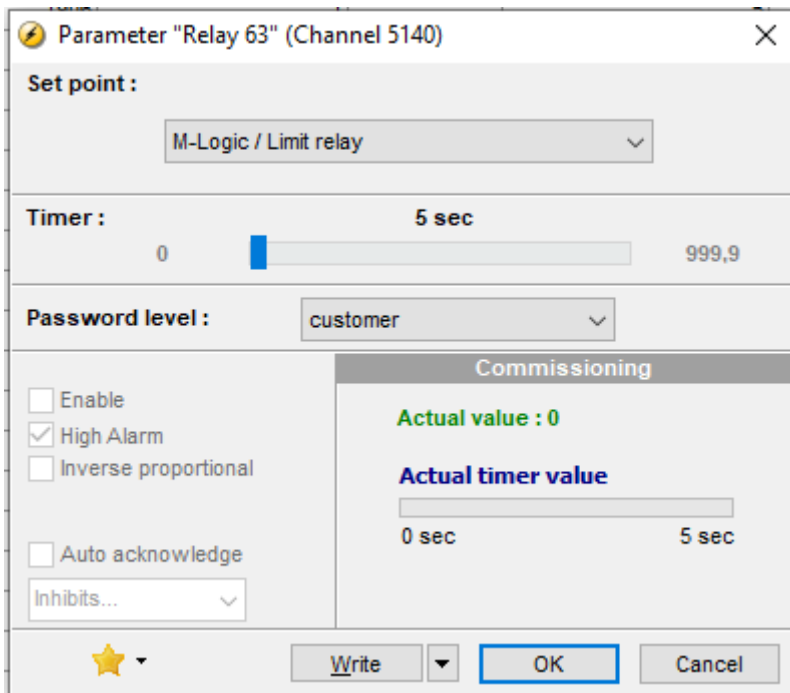 Parameter "Relay 63" (Channel 5140)
Set point :
M-Logic / Limit relay
Timer :
5 sec
0
999,9
Password level :
customer
Commissioning
Enable
High Alarm
Inverse proportional
Auto acknowledge
Inhibits...
Actual value : 0
Actual timer value
0 sec
5 sec
Write
OK
Cancel